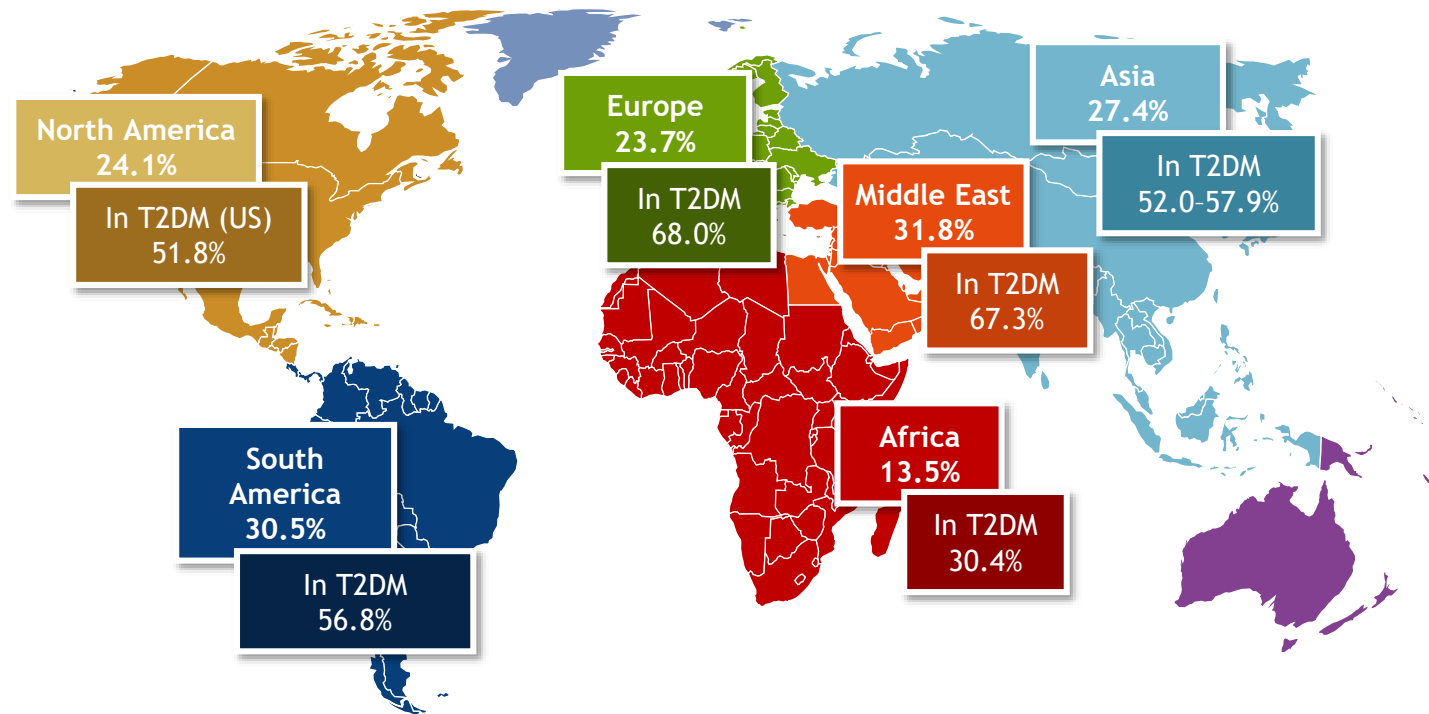 North America
24.1%
In T2DM (US)
51.8%
South
America
30.5%
In T2DM
56.8%
Europe
23.7%
In T2DM
68.0%
Middle East
31.8%
In T2DM
67.3%
Africa
13.5%
In T2DM
30.4%
Asia
27.4%
In T2DM
52.0-57.9%